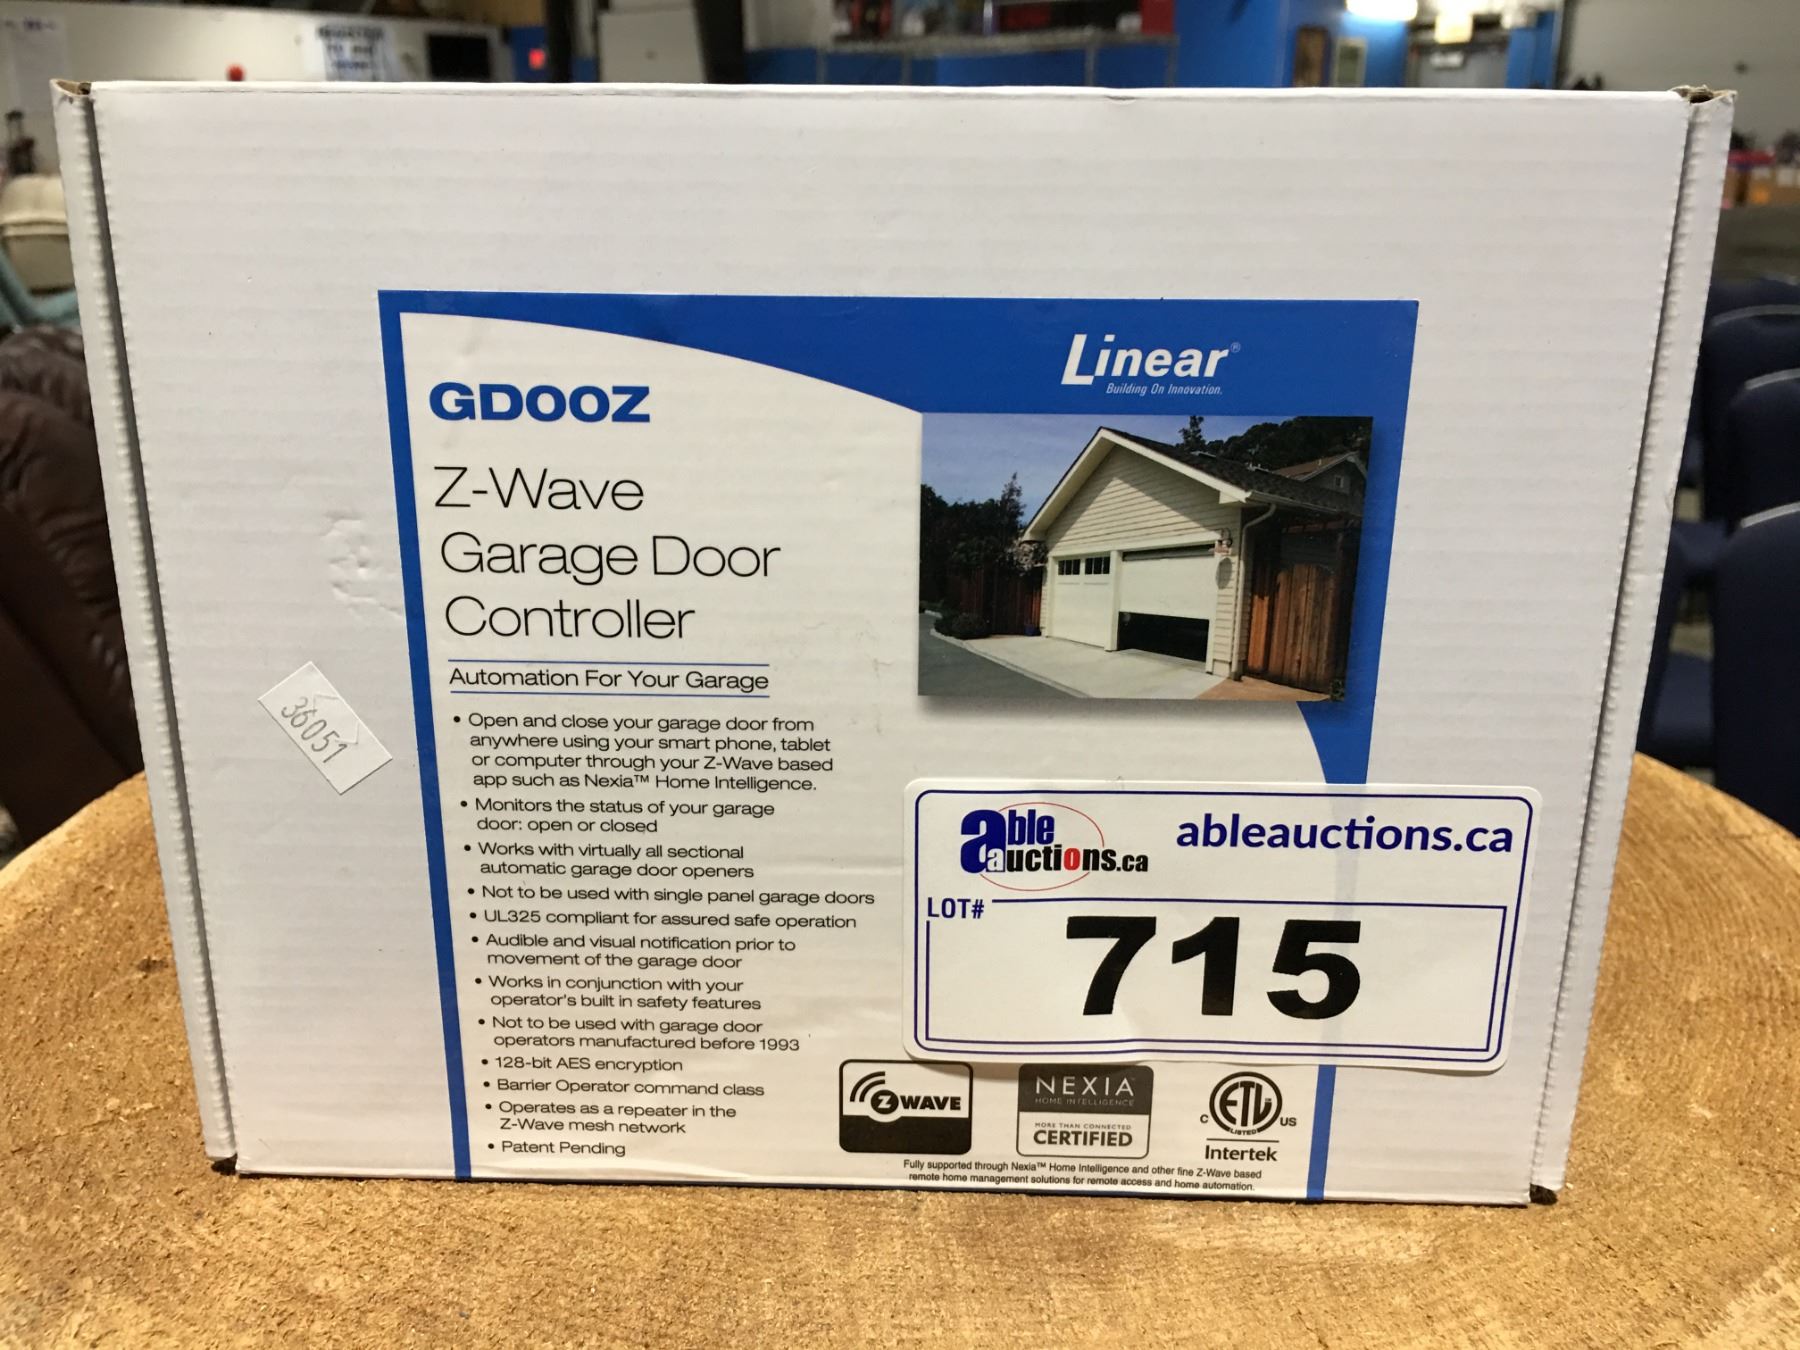 Linear®
Building On Innovation.
GD00Z
Z-Wave
Garage Door
Controller
Automation For Your Garage
• Open and close your garage door from
anywhere using your smart phone, tablet
or computer through your Z-Wave based
app such as Nexia™ Home Intelligence.
• Monitors the status of your garage
door: open or closed
• Works with virtually all sectional
automatic garage door openers
• Not to be used with single panel garage doors
• UL325 compliant for assured safe operation
• Audible and visual notification prior to
movement of the garage door
• Works in conjunction with your
operator's built in safety features
• Not to be used with garage door
operators manufactured before 1993
• 128-bit AES encryption
• Barrier Operator command class
• Operates as a repeater in the
Z-Wave mesh network
• Patent Pending
36051
able
auctions.ca
ableauctions.ca
LOT#
715
Z WAVE
NEXIA
HOME INTELLIGENCE
MORE THAN CONNECTED
CERTIFIED
C ETL US
LISTED
Intertek
Fully supported through Nexia™ Home Intelligence and other fine Z-Wave based
remote home management solutions for remote access and home automation.